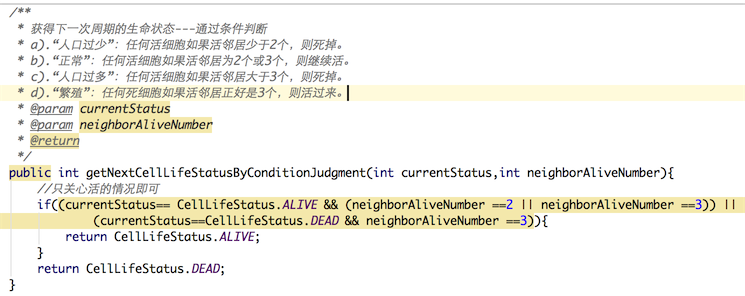 /**
 * 获得下一次周期的生命状态---通过条件判断
 * a).“人口过少”：任何活细胞如果活邻居少于2个，则死掉。
 * b).“正常”：任何活细胞如果活邻居为2个或3个，则继续活。
 * c).“人口过多”：任何活细胞如果活邻居大于3个，则死掉。
 * d).“繁殖”：任何死细胞如果活邻居正好是3个，则活过来。
 * @param currentStatus
 * @param neighborAliveNumber
 * @return
 */
public int getNextCellLifeStatusByConditionJudgment(int currentStatus,int neighborAliveNumber){
    //只关心活的情况即可
    if((currentStatus== CellLifeStatus.ALIVE && (neighborAliveNumber ==2 || neighborAliveNumber ==3)) ||
            (currentStatus==CellLifeStatus.DEAD && neighborAliveNumber ==3)){
        return CellLifeStatus.ALIVE;
    }
    return CellLifeStatus.DEAD;
}